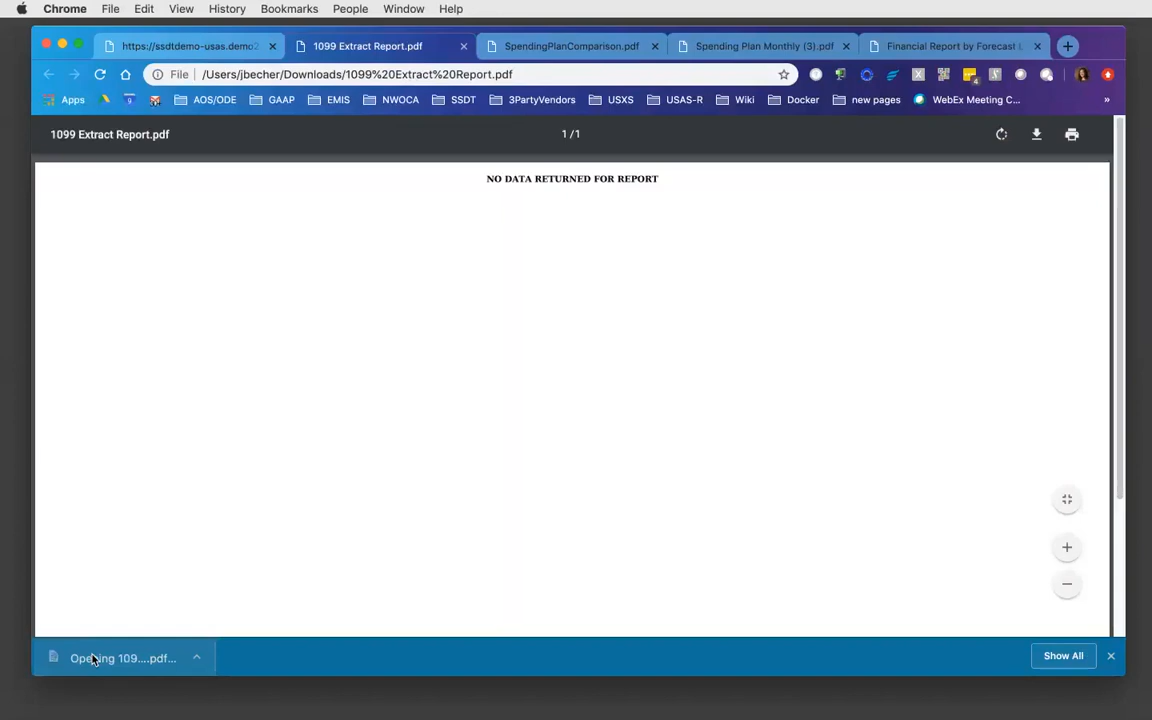 Chrome File Edit View History Bookmarks People Window Help
https://ssdtdemo-usas.demo2
1099 Extract Report.pdf
SpendingPlanComparison.pdf
Spending Plan Monthly (3).pdf
Financial Report by Forecast L
File /Users/jbecher/Downloads/1099%20Extract%20Report.pdf
Apps AOS/ODE GAAP EMIS NWOCA SSDT 3PartyVendors USXS USAS-R Wiki Docker new pages WebEx Meeting C... »
1099 Extract Report.pdf 1 / 1
NO DATA RETURNED FOR REPORT
Opening 109....pdf... Show All